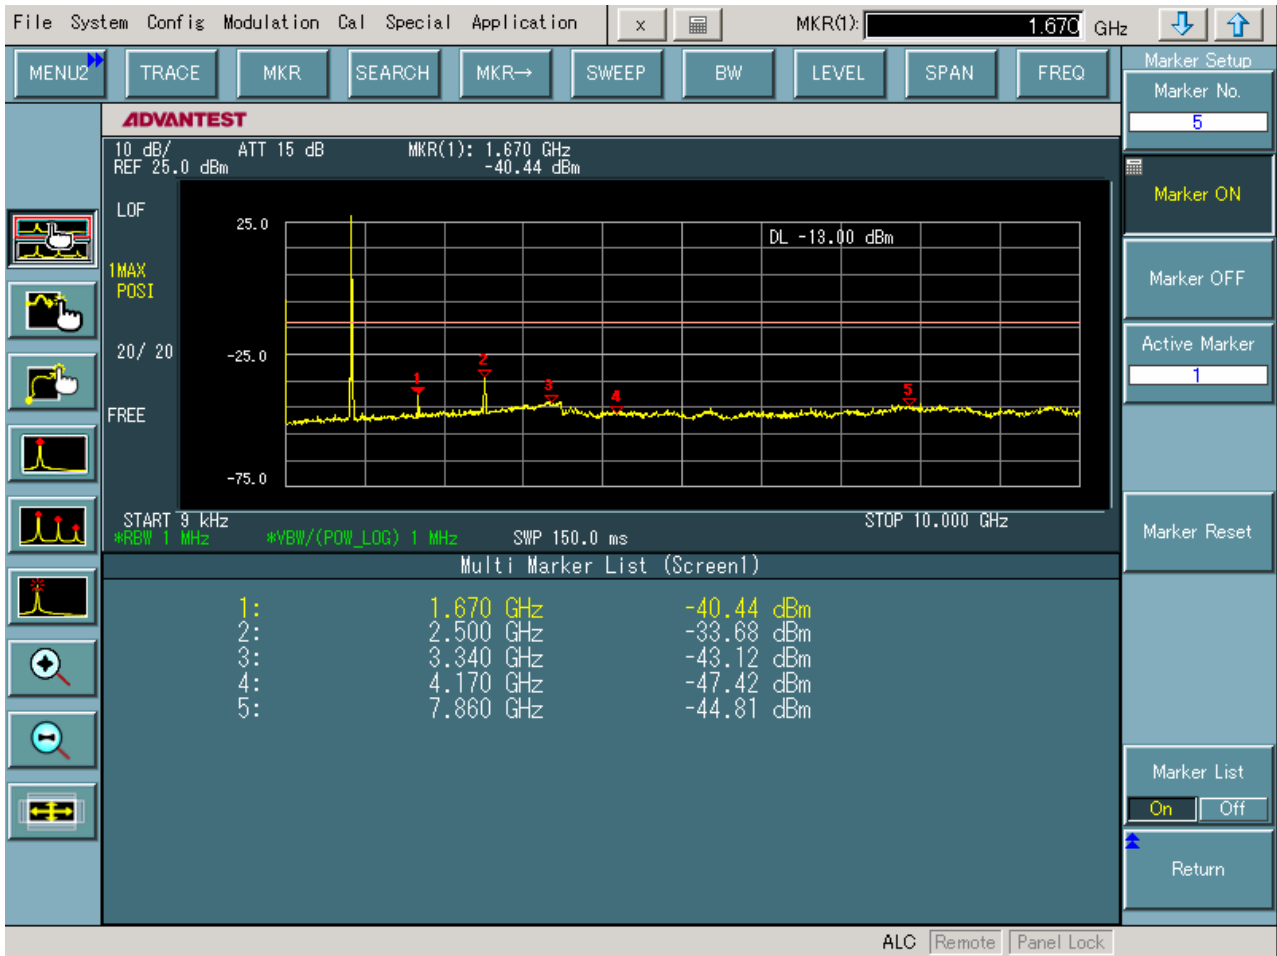 File System Config Modulation Cal Special Application x MKR(1): 1.670 GHz
MENU2 TRACE MKR SEARCH MKR→ SWEEP BW LEVEL SPAN FREQ
Marker Setup
Marker No.
5
Marker ON
Marker OFF
Active Marker
1
Marker Reset
Marker List
On Off
Return
ADVANTEST
10 dB/ ATT 15 dB MKR(1): 1.670 GHz
REF 25.0 dBm -40.44 dBm
LOF
1MAX
POSI
20/ 20
FREE
25.0
DL -13.00 dBm
-25.0
-75.0
1
2
3
4
5
START 9 kHz STOP 10.000 GHz
*RBW 1 MHz *VBW/(POW_LOG) 1 MHz SWP 150.0 ms
Multi Marker List (Screen1)
1: 1.670 GHz -40.44 dBm
2: 2.500 GHz -33.68 dBm
3: 3.340 GHz -43.12 dBm
4: 4.170 GHz -47.42 dBm
5: 7.860 GHz -44.81 dBm
ALC Remote Panel Lock